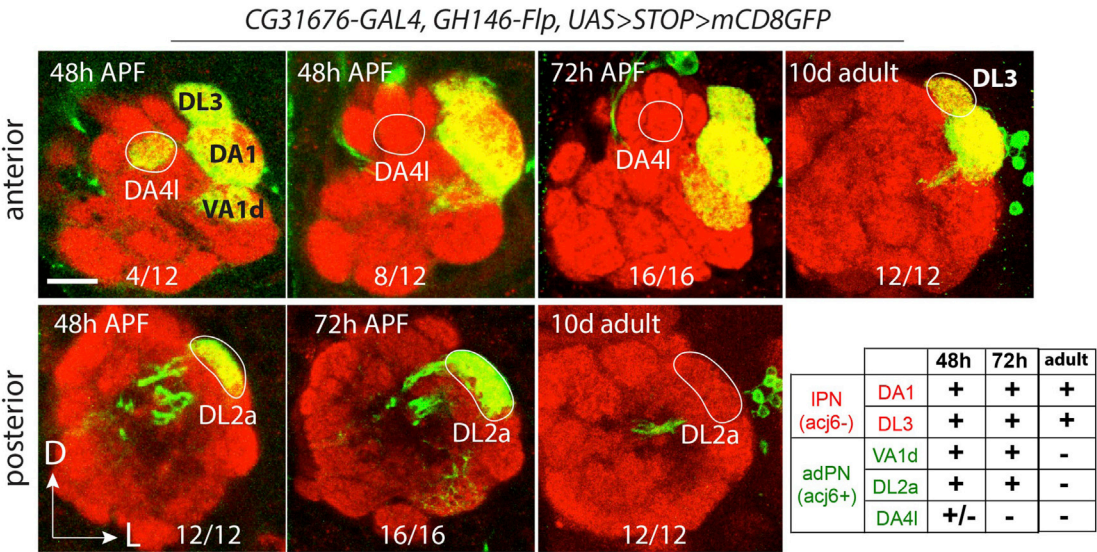 CG31676-GAL4, GH146-Flp, UAS>STOP>mCD8GFP
anterior
48h APF
DL3
DA1
DA4l
VA1d
4/12
48h APF
DA4l
8/12
72h APF
DA4l
16/16
10d adult
DL3
12/12
posterior
48h APF
DL2a
D
L
12/12
72h APF
DL2a
16/16
10d adult
DL2a
12/12
48h 72h adult
lPN (acj6-)
DA1 + + +
DL3 + + +
adPN (acj6+)
VA1d + + -
DL2a + + -
DA4l +/- - -